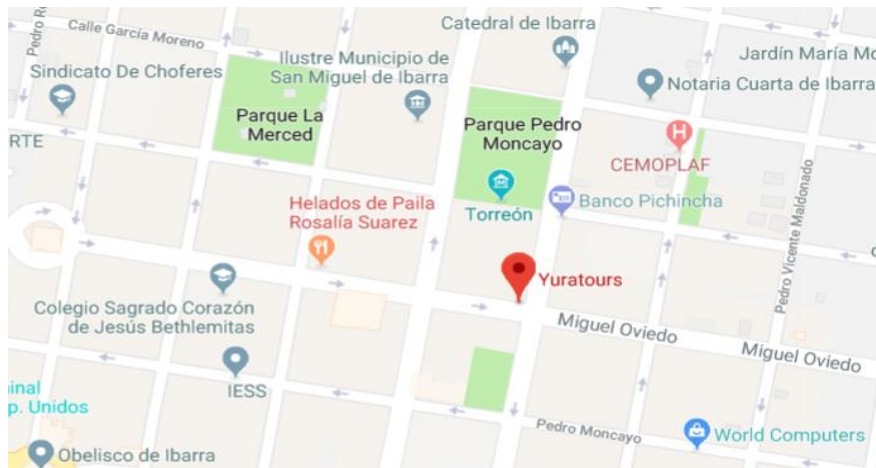 Calle García Moreno
Catedral de Ibarra
Ilustre Municipio de
San Miguel de Ibarra
Jardín María Mo
Sindicato De Choferes
Notaria Cuarta de Ibarra
Parque La
Merced
Parque Pedro
Moncayo
RTE
CEMOPLAF
Helados de Paila
Rosalía Suarez
Torreón
Banco Pichincha
Pedro Vicente Maldonado
Yuratours
Colegio Sagrado Corazón
de Jesús Bethlemitas
Miguel Oviedo
Miguel Oviedo
IESS
inal
p. Unidos
Pedro Moncayo
World Computers
Obelisco de Ibarra